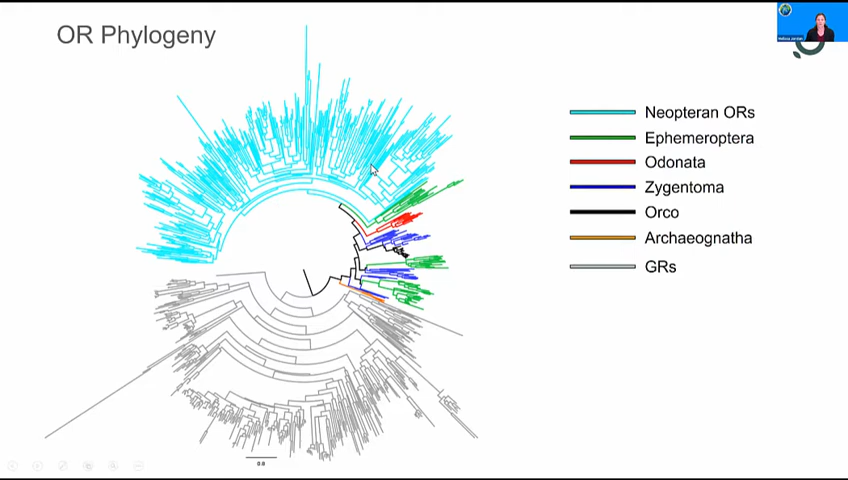 OR Phylogeny
Neopteran ORs
Ephemeroptera
Odonata
Zygentoma
Orco
Archaeognatha
GRs